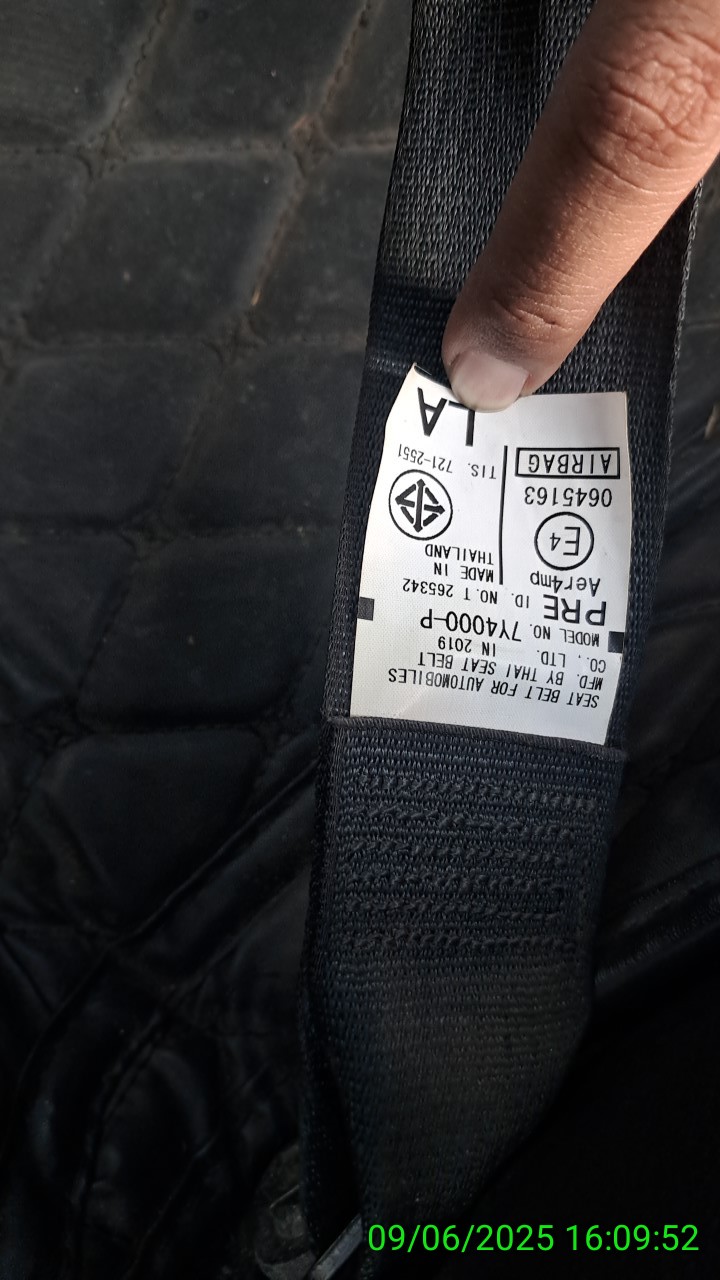 SEAT BELT FOR AUTOMOBILES
MFD. BY THAI SEAT BELT
CO., LTD. IN 2019
MODEL NO. 7Y4000-P
PRE ID. NO. T 265342
Aer4mp
MADE IN
THAILAND
E4
0645163
TIS. 721-2551
AIRBAG
LA
09/06/2025 16:09:52